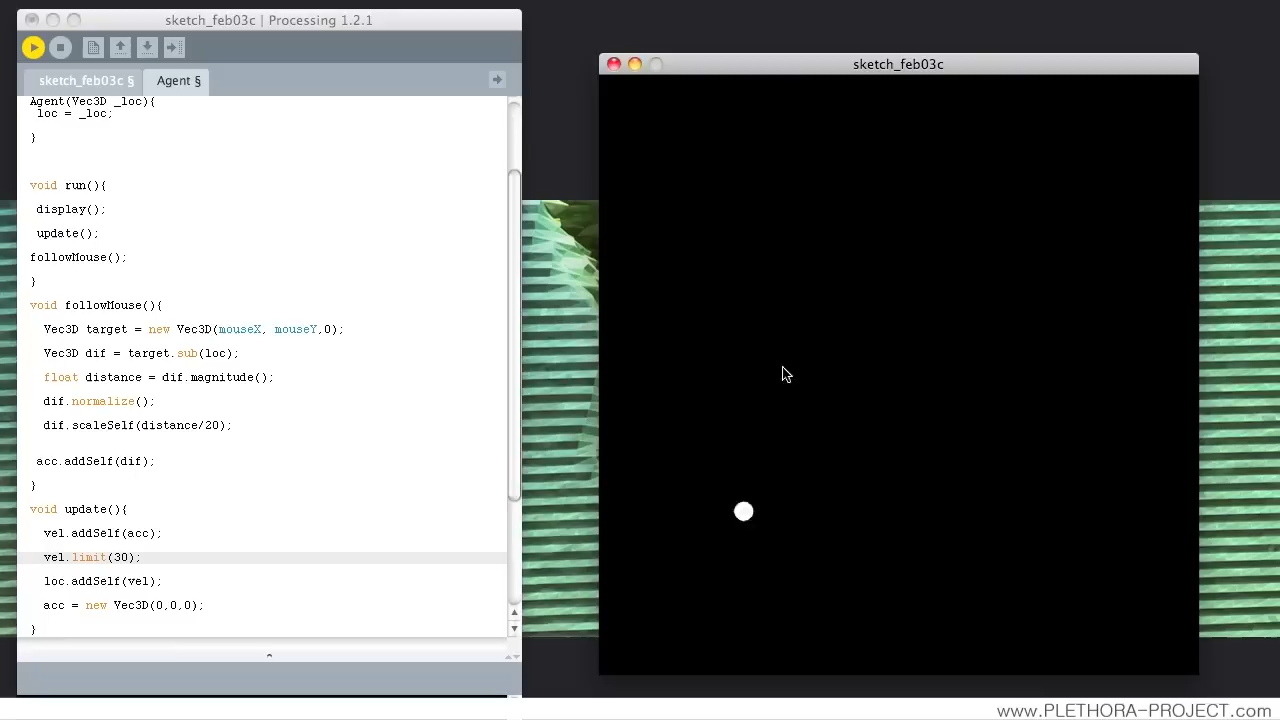 sketch_feb03c | Processing 1.2.1
sketch_feb03c §
Agent §
Agent(Vec3D _loc){
loc = _loc;
}
void run(){
display();
update();
followMouse();
}
void followMouse(){
Vec3D target = new Vec3D(mouseX, mouseY,0);
Vec3D dif = target.sub(loc);
float distance = dif.magnitude();
dif.normalize();
dif.scaleSelf(distance/20);
acc.addSelf(dif);
}
void update(){
vel.addSelf(acc);
vel.limit(30);
loc.addSelf(vel);
acc = new Vec3D(0,0,0);
}
sketch_feb03c
www.PLETHORA-PROJECT.com